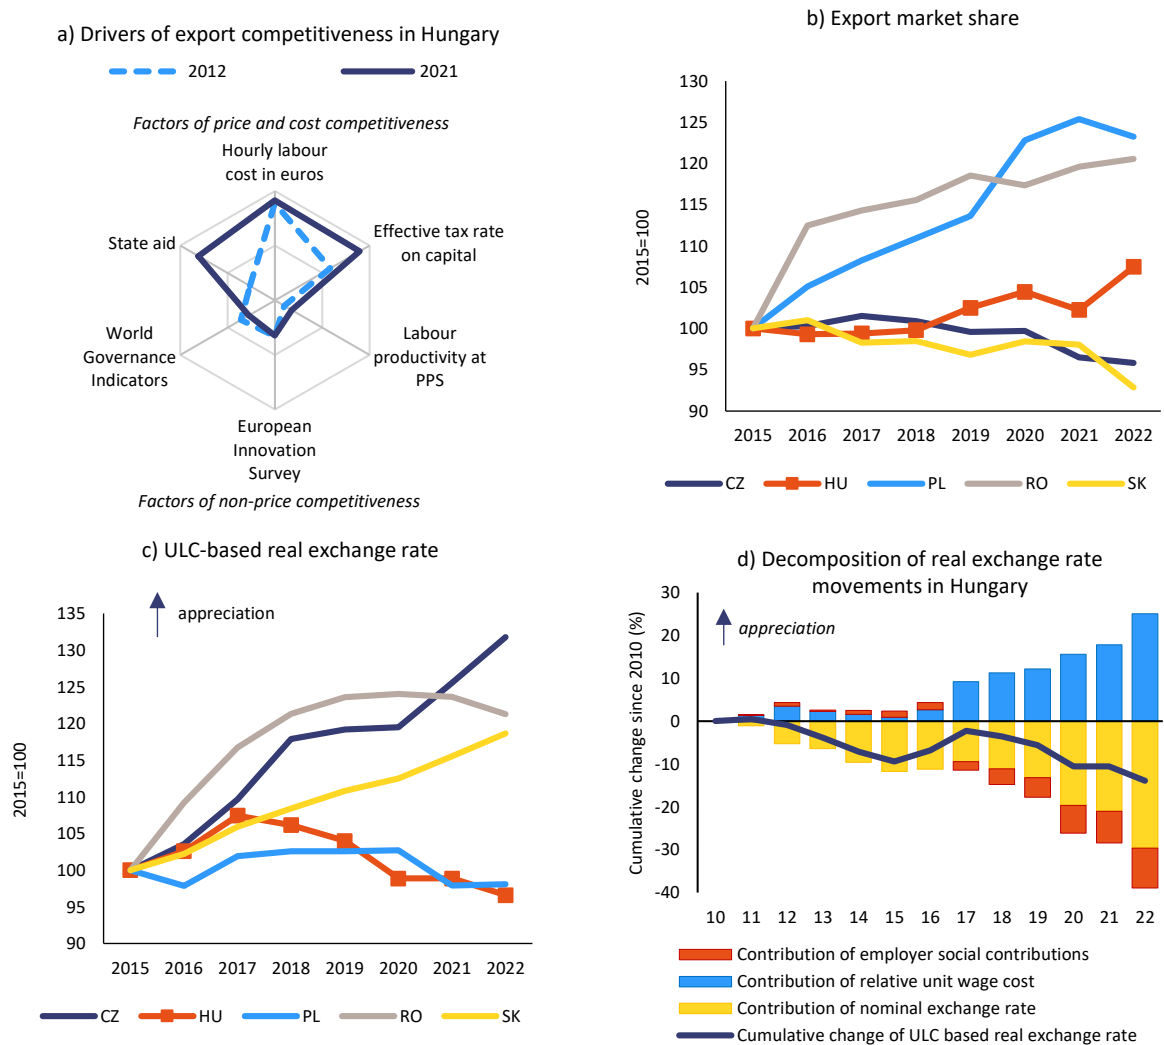 a) Drivers of export competitiveness in Hungary
2012
2021
Factors of price and cost competitiveness
Hourly labour
cost in euros
Effective tax rate
on capital
Labour
productivity at
PPS
European
Innovation
Survey
World
Governance
Indicators
State aid
Factors of non-price competitiveness
b) Export market share
2015=100
130
125
120
115
110
105
100
95
90
2015 2016 2017 2018 2019 2020 2021 2022
CZ HU PL RO SK
c) ULC-based real exchange rate
appreciation
2015=100
135
130
125
120
115
110
105
100
95
90
2015 2016 2017 2018 2019 2020 2021 2022
CZ HU PL RO SK
d) Decomposition of real exchange rate
movements in Hungary
appreciation
Cumulative change since 2010 (%)
30
20
10
0
-10
-20
-30
-40
10 11 12 13 14 15 16 17 18 19 20 21 22
Contribution of employer social contributions
Contribution of relative unit wage cost
Contribution of nominal exchange rate
Cumulative change of ULC based real exchange rate